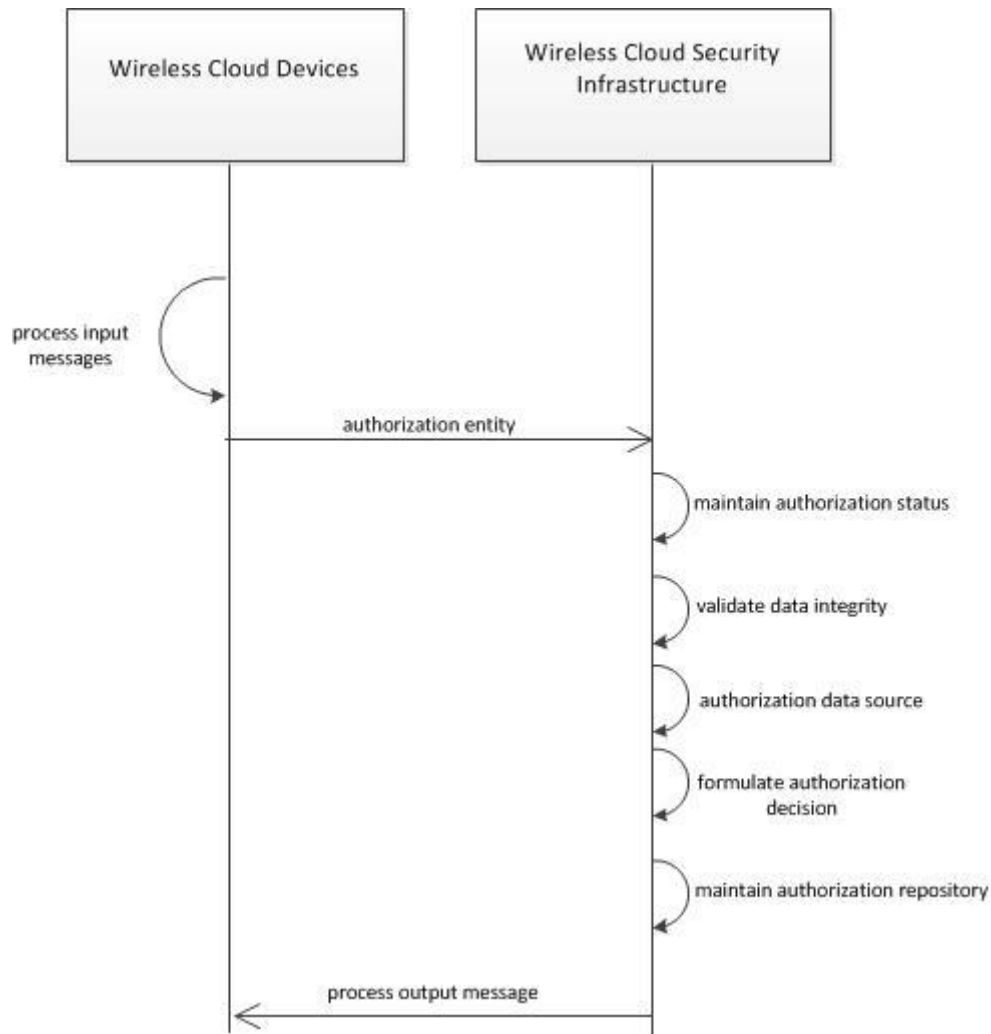 Wireless Cloud Devices
Wireless Cloud Security
Infrastructure
process input
messages
authorization entity
maintain authorization status
validate data integrity
authorization data source
formulate authorization
decision
maintain authorization repository
process output message